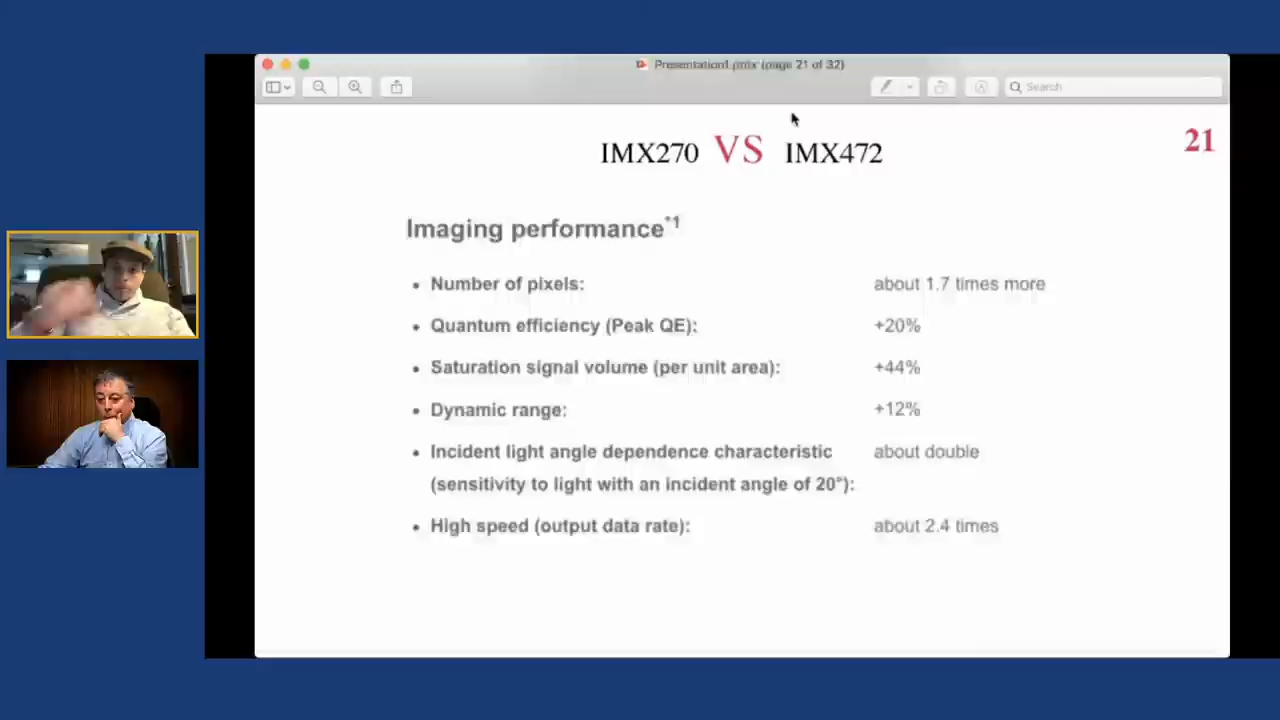 Presentation1.pptx (page 21 of 32)
Search
IMX270 VS IMX472
21
Imaging performance*1
• Number of pixels: about 1.7 times more
• Quantum efficiency (Peak QE): +20%
• Saturation signal volume (per unit area): +44%
• Dynamic range: +12%
• Incident light angle dependence characteristic about double
(sensitivity to light with an incident angle of 20°):
• High speed (output data rate): about 2.4 times